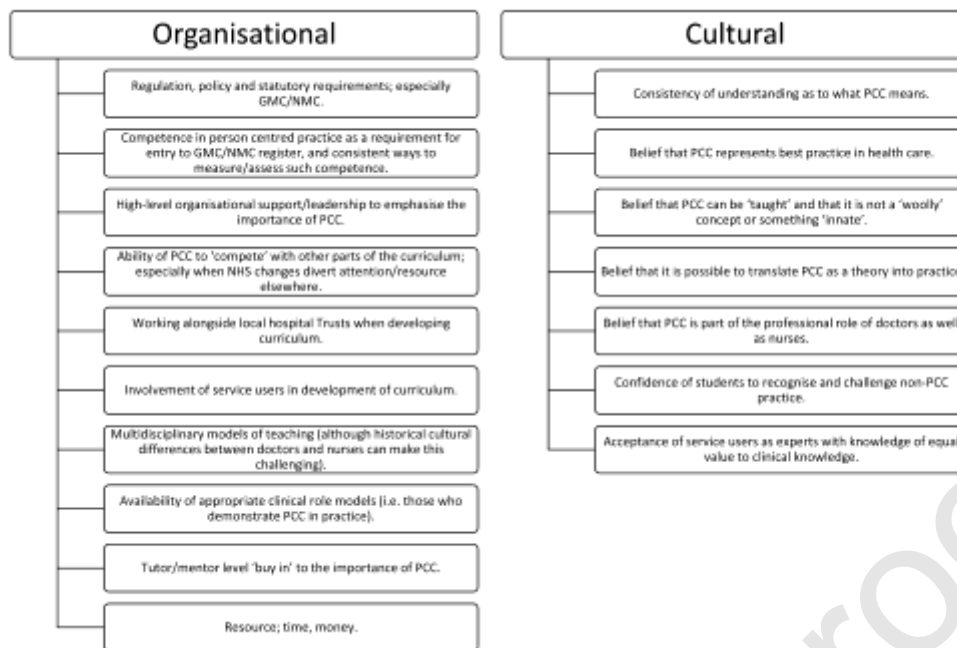 Organisational
Regulation, policy and statutory requirements; especially
GMC/NMC.
Competence in person centred practice as a requirement for
entry to GMC/NMC register, and consistent ways to
measure/assess such competence.
High-level organisational support/leadership to emphasise the
importance of PCC.
Ability of PCC to 'compete' with other parts of the curriculum;
especially when NHS changes divert attention/resource
elsewhere.
Working alongside local hospital Trusts when developing
curriculum.
Involvement of service users in development of curriculum.
Multidisciplinary models of teaching (although historical cultural
differences between doctors and nurses can make this
challenging).
Availability of appropriate clinical role models (i.e. those who
demonstrate PCC in practice).
Tutor/mentor level 'buy in' to the importance of PCC.
Resource; time, money.
Cultural
Consistency of understanding as to what PCC means.
Belief that PCC represents best practice in health care.
Belief that PCC can be 'taught' and that it is not a 'woolly'
concept or something 'innate'.
Belief that it is possible to translate PCC as a theory into practice
Belief that PCC is part of the professional role of doctors as well
as nurses.
Confidence of students to recognise and challenge non-PCC
practice.
Acceptance of service users as experts with knowledge of equal
value to clinical knowledge.